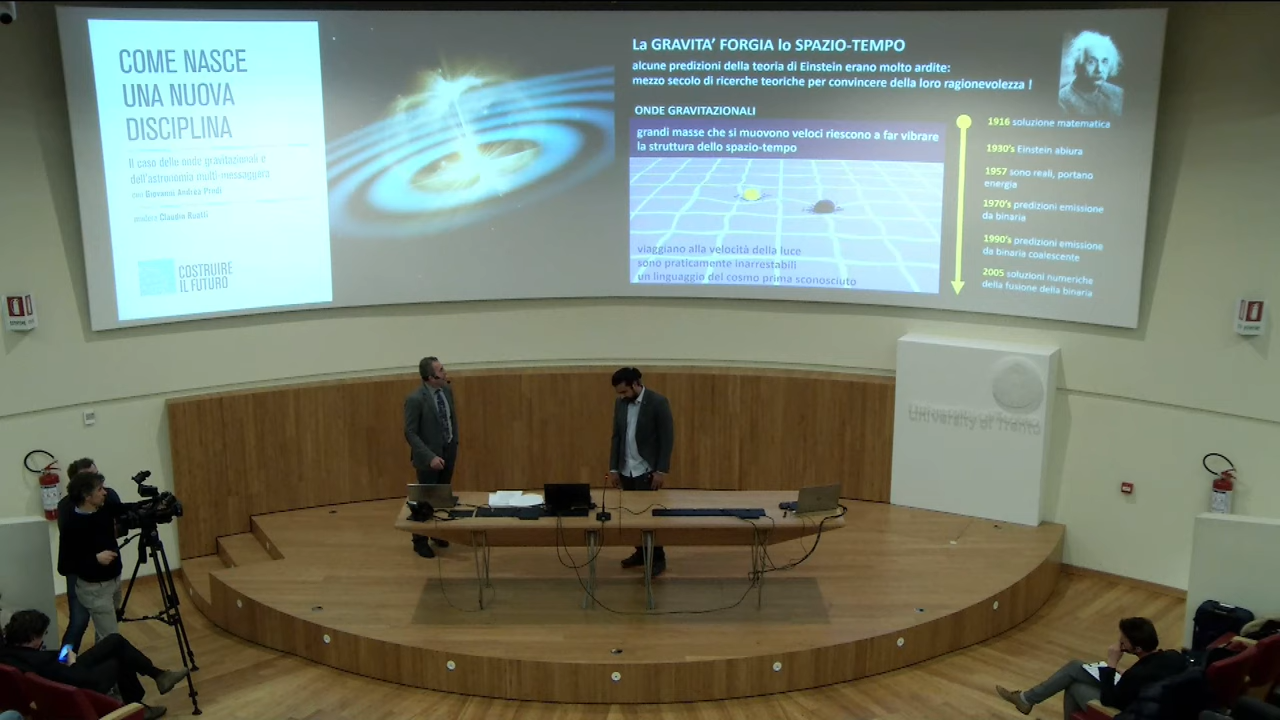 COME NASCE
UNA NUOVA
DISCIPLINA
Il caso delle onde gravitazionali e
dell'astronomia multi-messaggera
con Giovanni Andrea Prodi
modera Claudio Ruatti
COSTRUIRE
IL FUTURO
La GRAVITA' FORGIA lo SPAZIO-TEMPO
alcune predizioni della teoria di Einstein erano molto ardite:
mezzo secolo di ricerche teoriche per convincere della loro ragionevolezza !
ONDE GRAVITAZIONALI
grandi masse che si muovono veloci riescono a far vibrare
la struttura dello spazio-tempo
viaggiano alla velocità della luce
sono praticamente inarrestabili
un linguaggio del cosmo prima sconosciuto
1916 soluzione matematica
1930's Einstein abiura
1957 sono reali, portano
energia
1970's predizioni emissione
da binaria
1990's predizioni emissione
da binaria coalescente
2005 soluzioni numeriche
della fusione della binaria
University of Trento